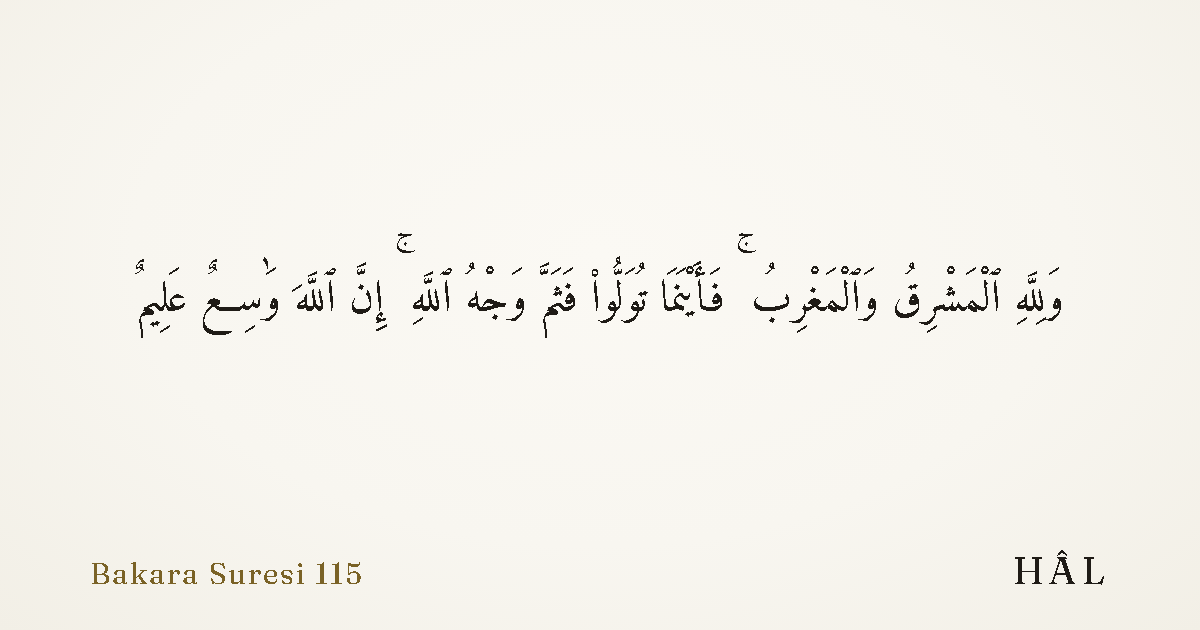 وَلِلَّهِ ٱلْمَشْرِقُ وَٱلْمَغْرِبُ ۚ فَأَيْنَمَا تُوَلُّوا۟ فَثَمَّ وَجْهُ ٱللَّهِ ۚ إِنَّ ٱللَّهَ وَٰسِعٌ عَلِيمٌ
Bakara Suresi 115
HÂL